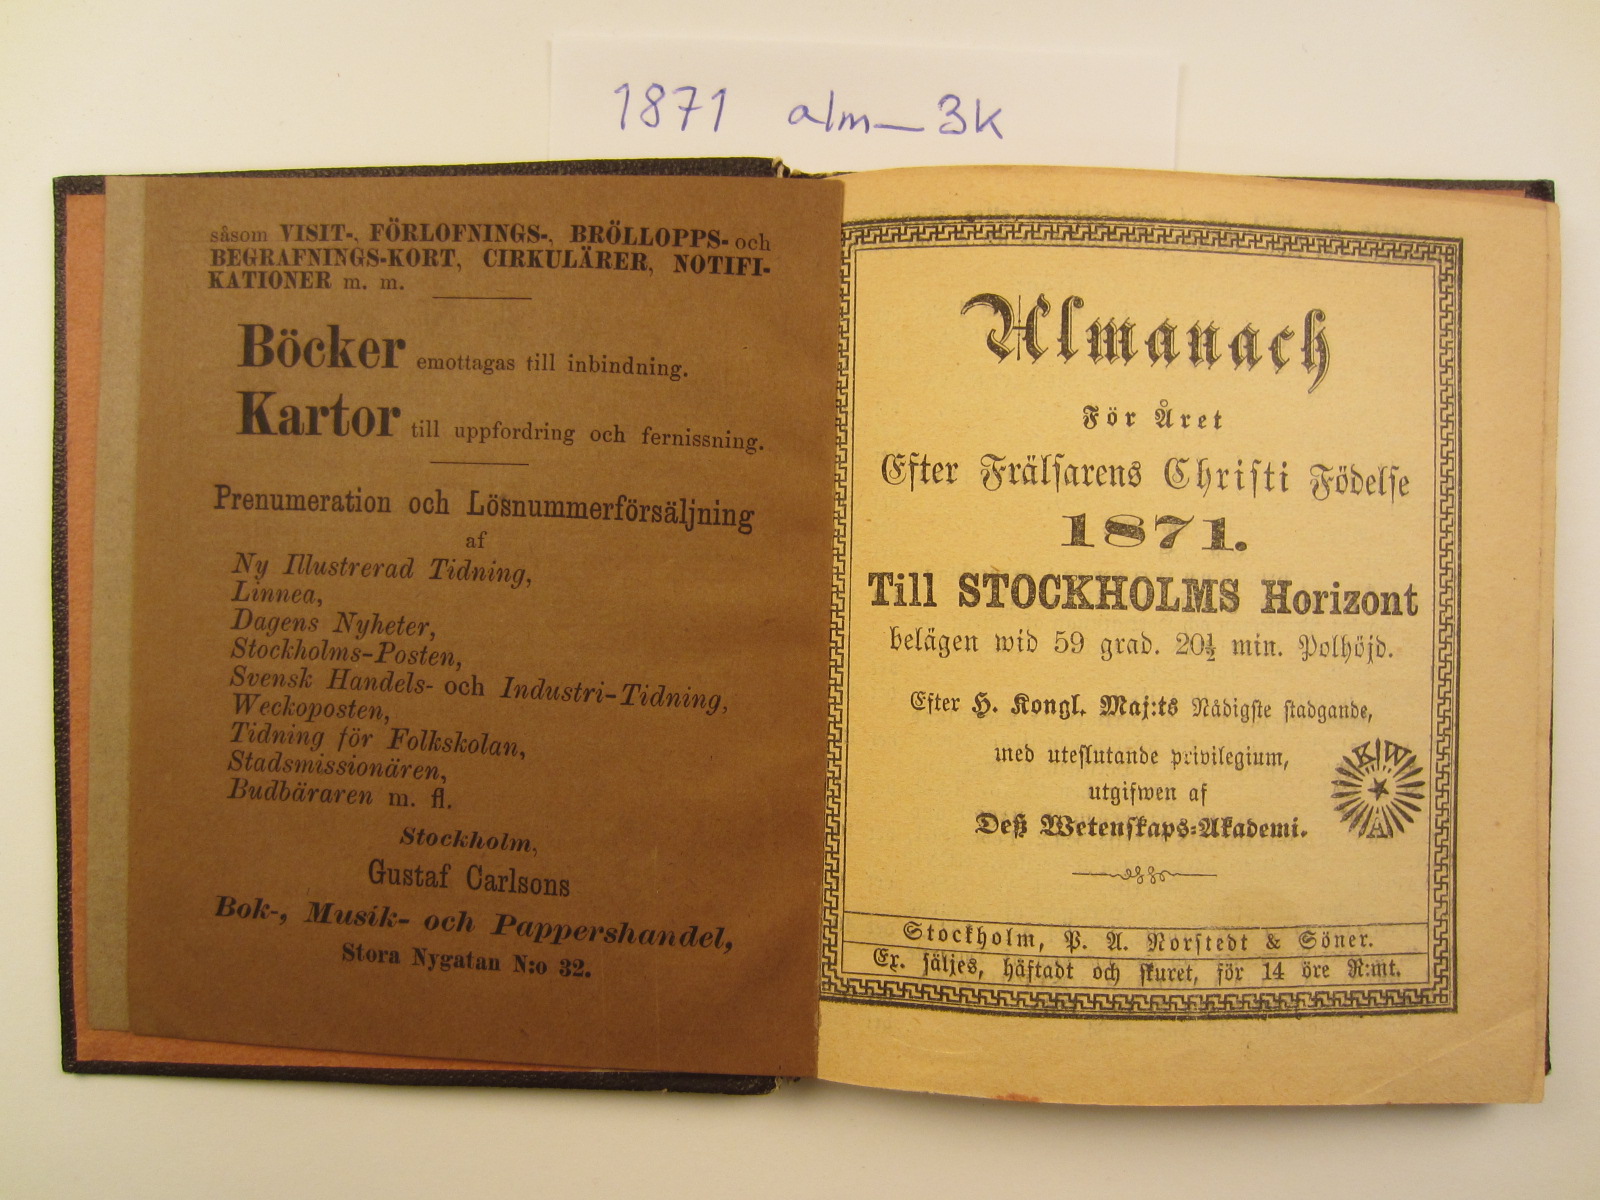 1871 alm_3k
såsom VISIT-, FÖRLOFNINGS-, BRÖLLOPPS- och
BEGRAFNINGS-KORT, CIRKULÄRER, NOTIFI-
KATIONER m. m.
Böcker emottagas till inbindning.
Kartor till uppfordring och fernissning.
Prenumeration och Lösnummerförsäljning
af
Ny Illustrerad Tidning,
Linnea,
Dagens Nyheter,
Stockholms-Posten,
Svensk Handels- och Industri-Tidning,
Weckoposten,
Tidning för Folkskolan,
Stadsmissionären,
Budbäraren m. fl.
Stockholm,
Gustaf Carlsons
Bok-, Musik- och Pappershandel,
Stora Nygatan N:o 32.
Almanach
För Året
Efter Frälsarens Christi Födelse
1871.
Till STOCKHOLMS Horizont
belägen wid 59 grad. 20½ min. Polhöjd.
Efter H. Kongl. Maj:ts Nådigste stadgande,
med uteslutande privilegium,
utgifwen af
Deß Wetenskaps-Akademi.
K W
A
Stockholm, P. A. Norstedt & Söner.
Ex. säljes, häftadt och skuret, för 14 öre R:mt.